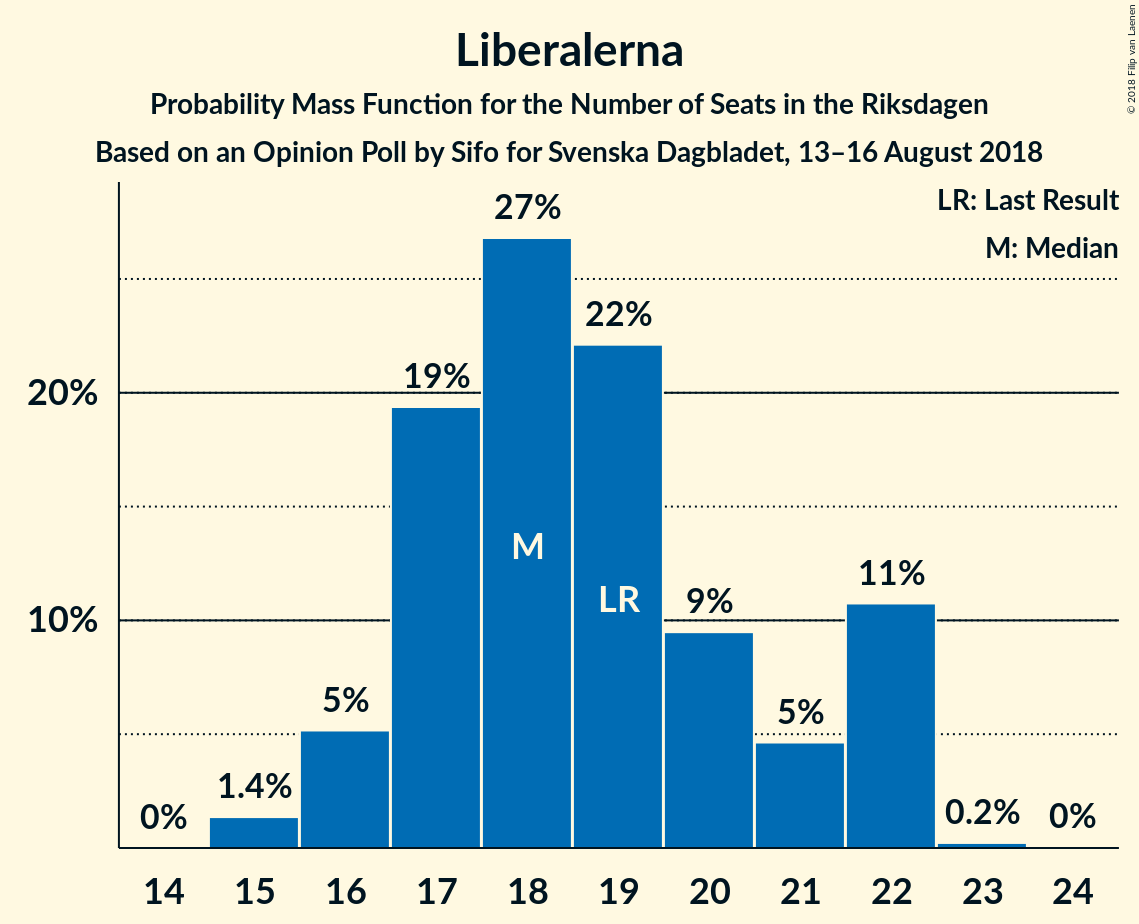 Liberalerna
Probability Mass Function for the Number of Seats in the Riksdagen
Based on an Opinion Poll by Sifo for Svenska Dagbladet, 13–16 August 2018
© 2018 Filip van Laenen
LR: Last Result
M: Median
27%
22%
19%
20%
M
11%
LR
9%
10%
5%
5%
1.4%
0%
0.2%
0%
14 15 16 17 18 19 20 21 22 23 24